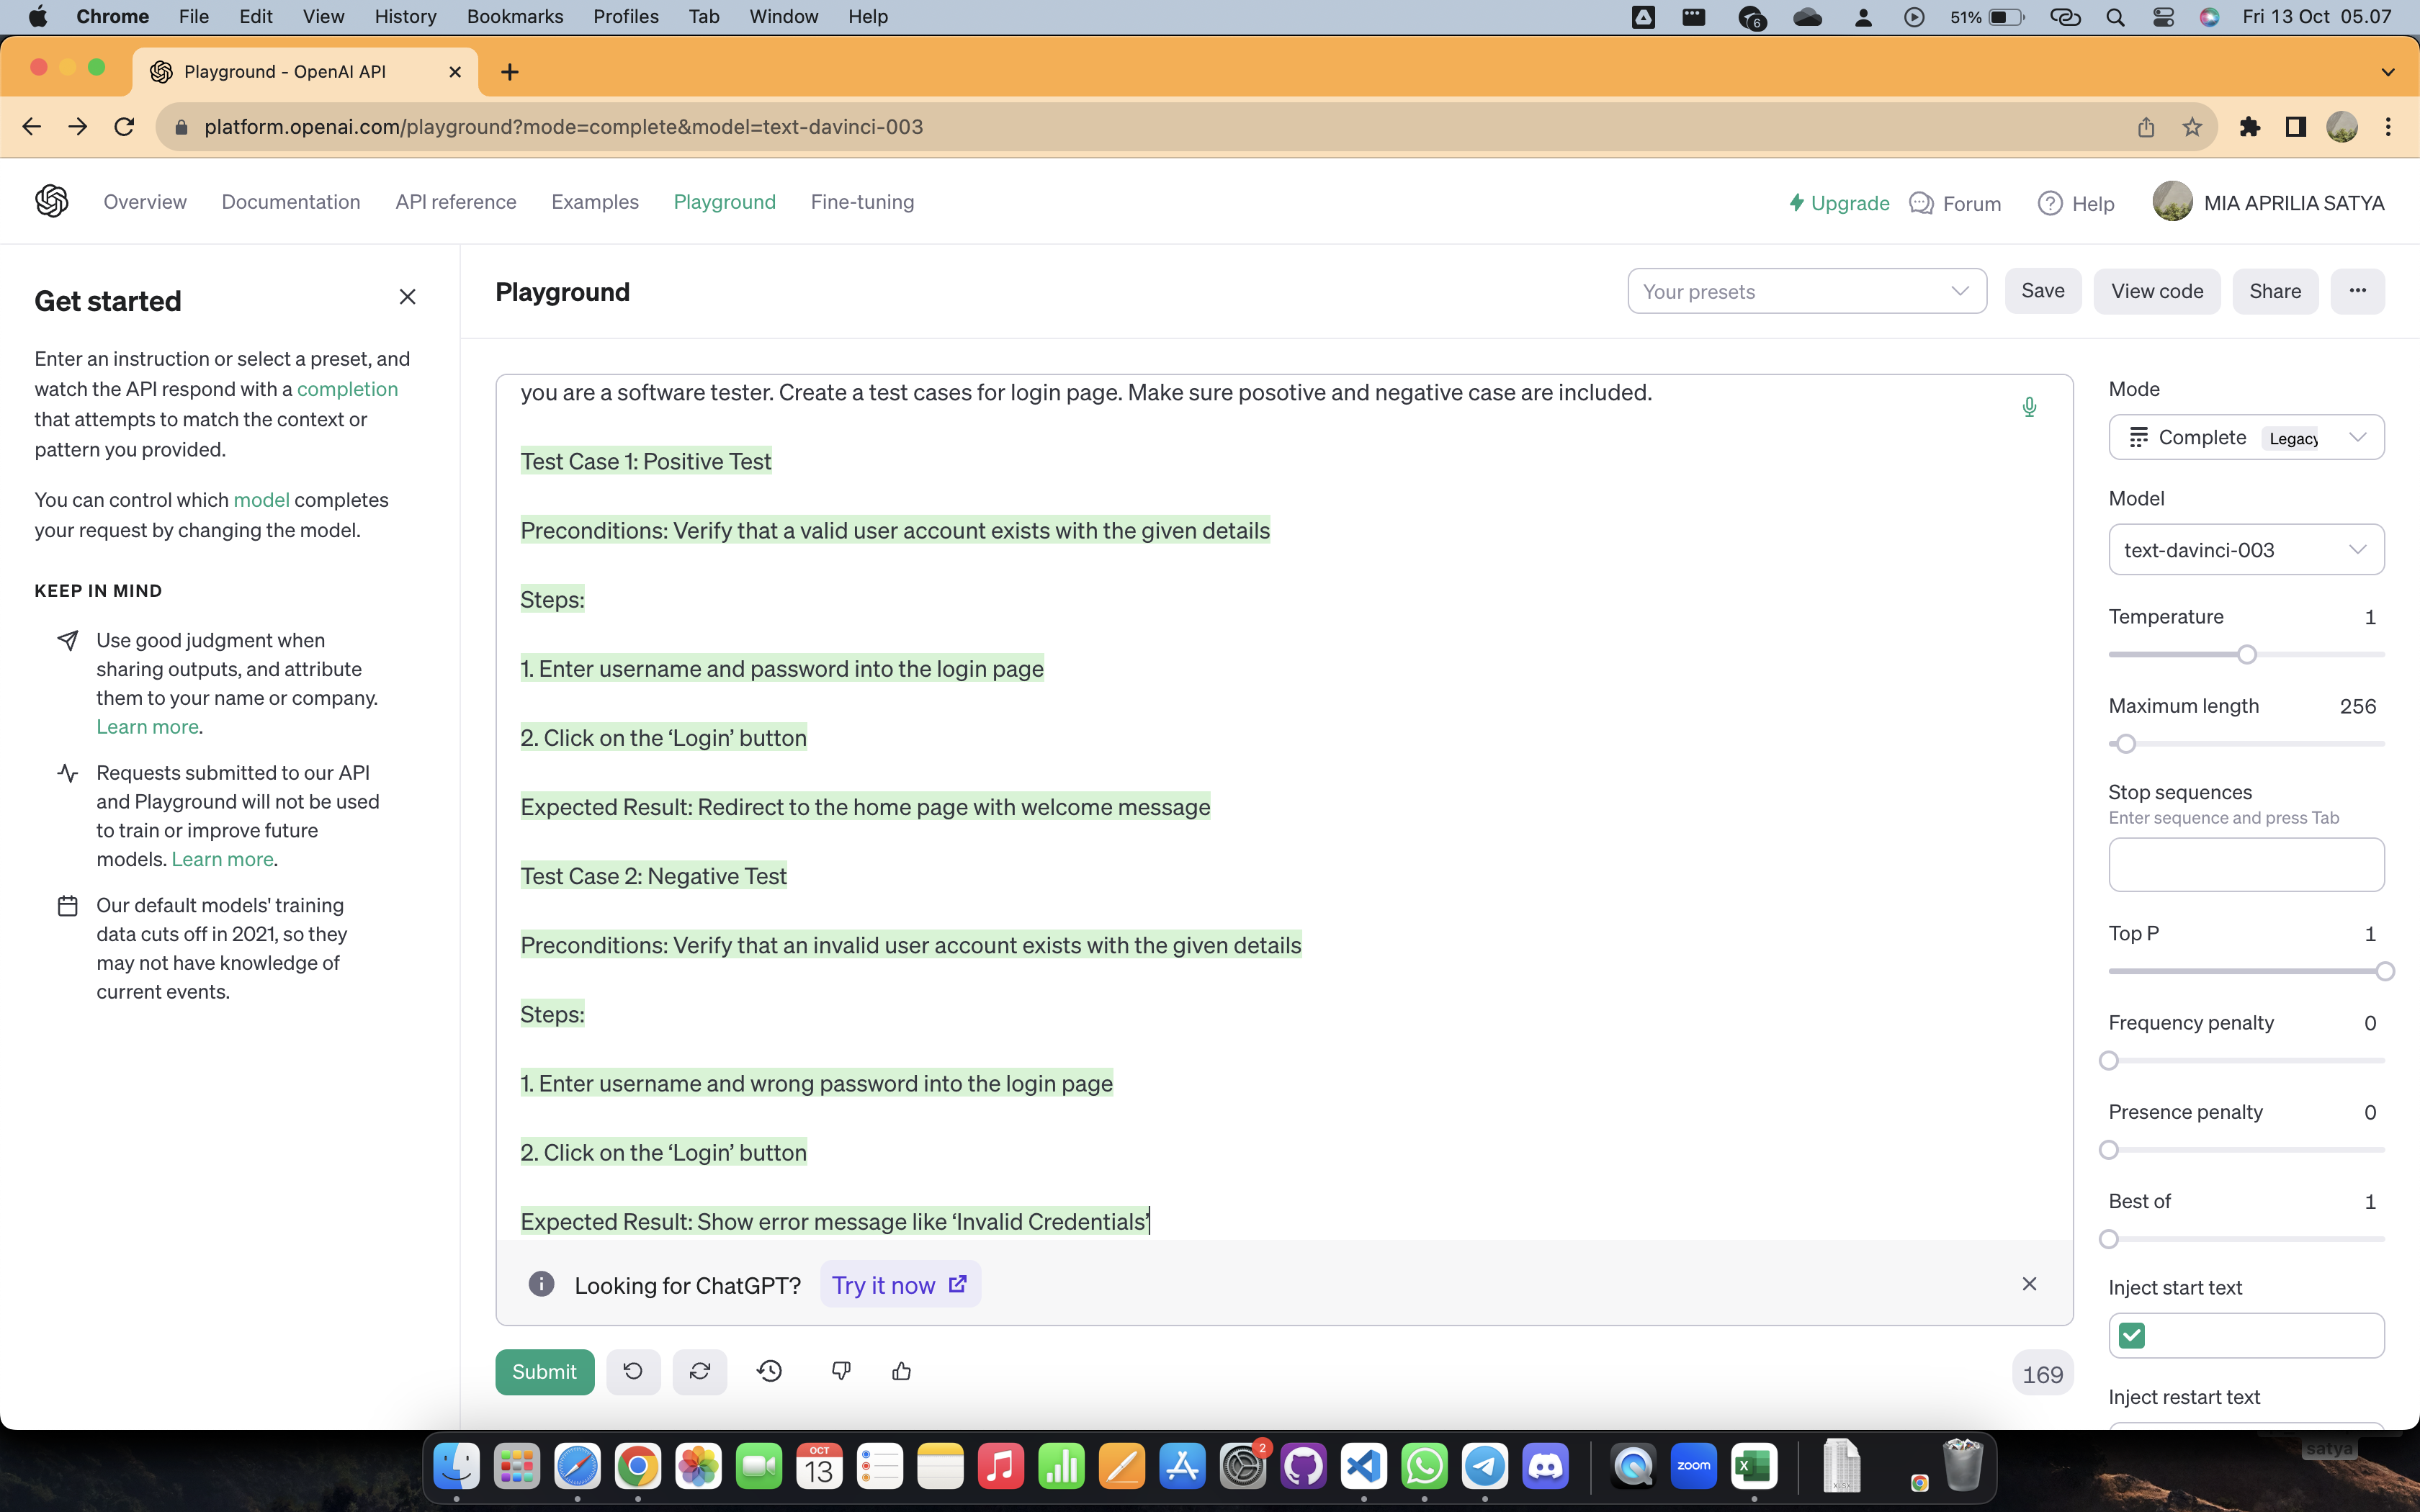 Chrome File Edit View History Bookmarks Profiles Tab Window Help
6
51%
Fri 13 Oct 05.07
Playground - OpenAI API
platform.openai.com/playground?mode=complete&model=text-davinci-003
Overview Documentation API reference Examples Playground Fine-tuning
Upgrade Forum Help MIA APRILIA SATYA
Get started
Enter an instruction or select a preset, and
watch the API respond with a completion
that attempts to match the context or
pattern you provided.
You can control which model completes
your request by changing the model.
KEEP IN MIND
Use good judgment when
sharing outputs, and attribute
them to your name or company.
Learn more.
Requests submitted to our API
and Playground will not be used
to train or improve future
models. Learn more.
Our default models' training
data cuts off in 2021, so they
may not have knowledge of
current events.
Playground
Your presets
Save
View code
Share
you are a software tester. Create a test cases for login page. Make sure posotive and negative case are included.
Test Case 1: Positive Test
Preconditions: Verify that a valid user account exists with the given details
Steps:
1. Enter username and password into the login page
2. Click on the ‘Login’ button
Expected Result: Redirect to the home page with welcome message
Test Case 2: Negative Test
Preconditions: Verify that an invalid user account exists with the given details
Steps:
1. Enter username and wrong password into the login page
2. Click on the ‘Login’ button
Expected Result: Show error message like ‘Invalid Credentials’
Looking for ChatGPT? Try it now
Submit
169
Mode
Complete Legacy
Model
text-davinci-003
Temperature 1
Maximum length 256
Stop sequences
Enter sequence and press Tab
Top P 1
Frequency penalty 0
Presence penalty 0
Best of 1
Inject start text
Inject restart text
OCT
13
2
zoom
X
XLSX
satya